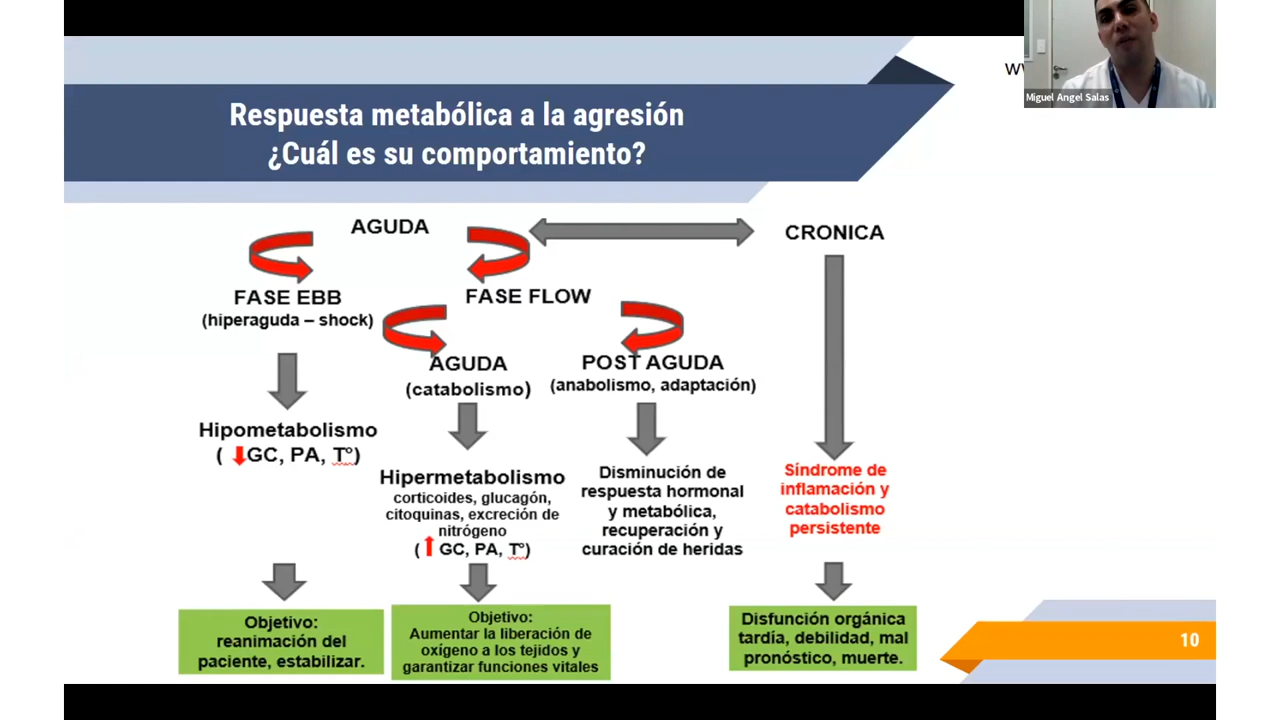 Respuesta metabólica a la agresión
¿Cuál es su comportamiento?
Miguel Angel Salas
AGUDA
CRONICA
FASE EBB
(hiperaguda – shock)
FASE FLOW
AGUDA
(catabolismo)
POST AGUDA
(anabolismo, adaptación)
Hipometabolismo
( GC, PA, Tº)
Hipermetabolismo
corticoides, glucagón,
citoquinas, excreción de
nitrógeno
( GC, PA, Tº)
Disminución de
respuesta hormonal
y metabólica,
recuperación y
curación de heridas
Síndrome de
inflamación y
catabolismo
persistente
Objetivo:
reanimación del
paciente, estabilizar.
Objetivo:
Aumentar la liberación de
oxígeno a los tejidos y
garantizar funciones vitales
Disfunción orgánica
tardía, debilidad, mal
pronóstico, muerte.
10